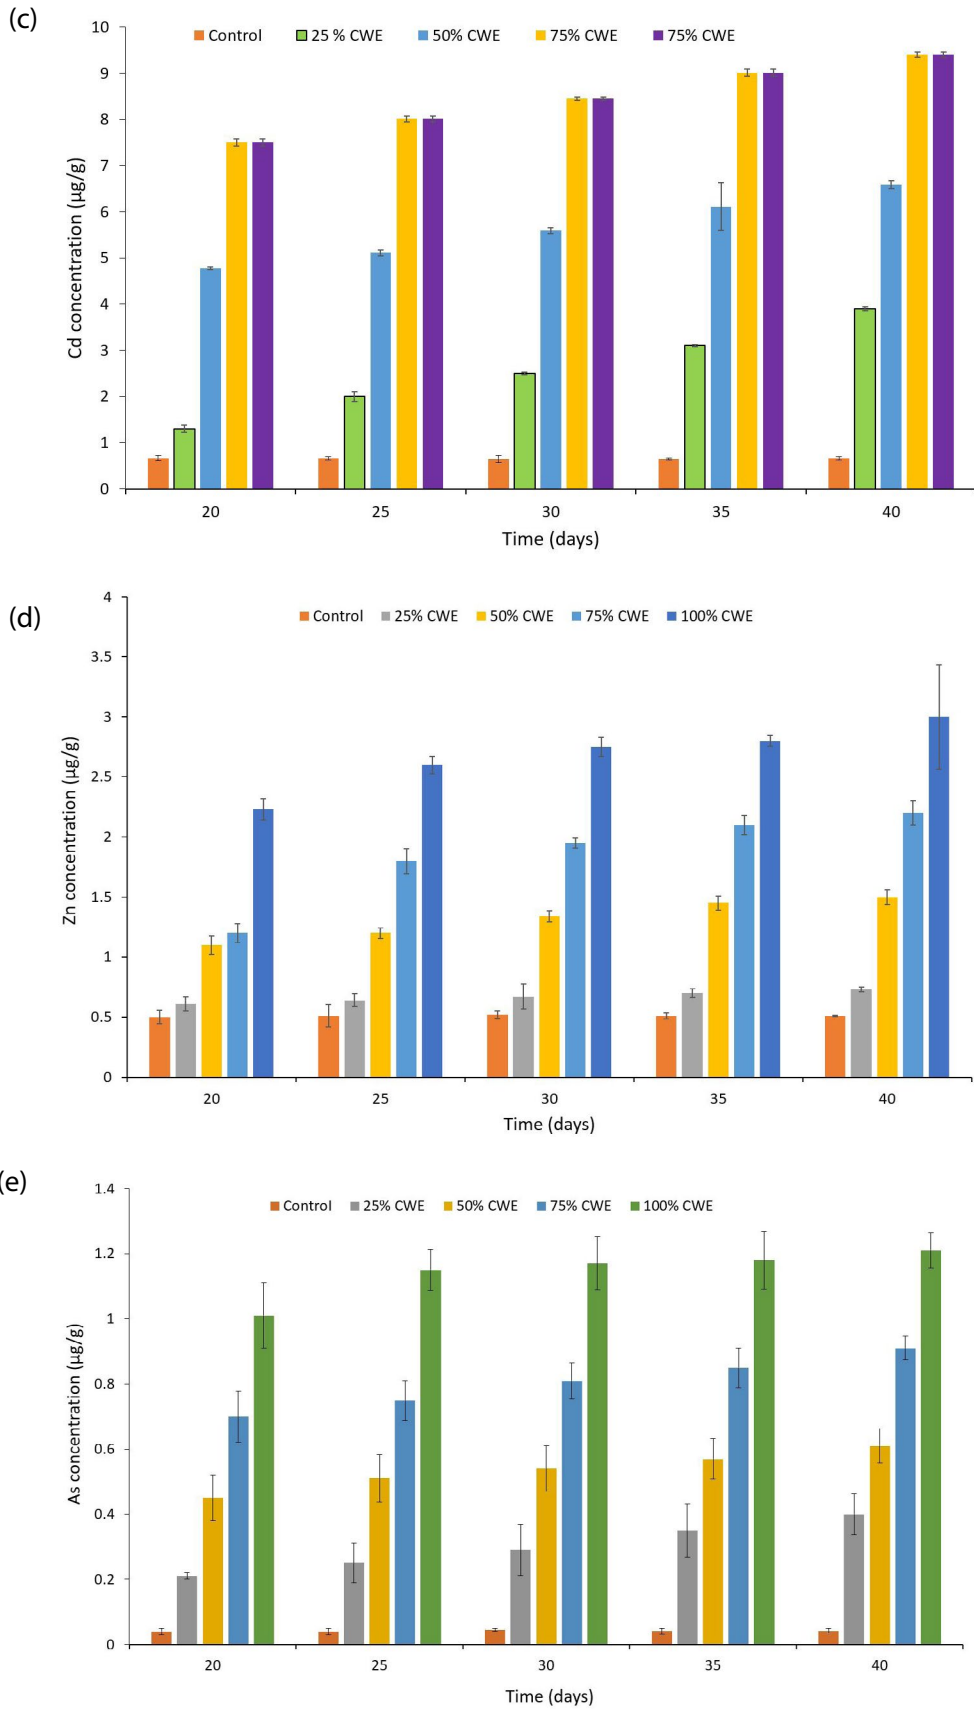 (c)
Control 25 % CWE 50% CWE 75% CWE 75% CWE
Cd concentration (µg/g)
10
9
8
7
6
5
4
3
2
1
0
20 25 30 35 40
Time (days)
(d)
Control 25% CWE 50% CWE 75% CWE 100% CWE
Zn concentration (µg/g)
4
3.5
3
2.5
2
1.5
1
0.5
0
20 25 30 35 40
Time (days)
(e)
Control 25% CWE 50% CWE 75% CWE 100% CWE
As concentration (µg/g)
1.4
1.2
1
0.8
0.6
0.4
0.2
0
20 25 30 35 40
Time (days)